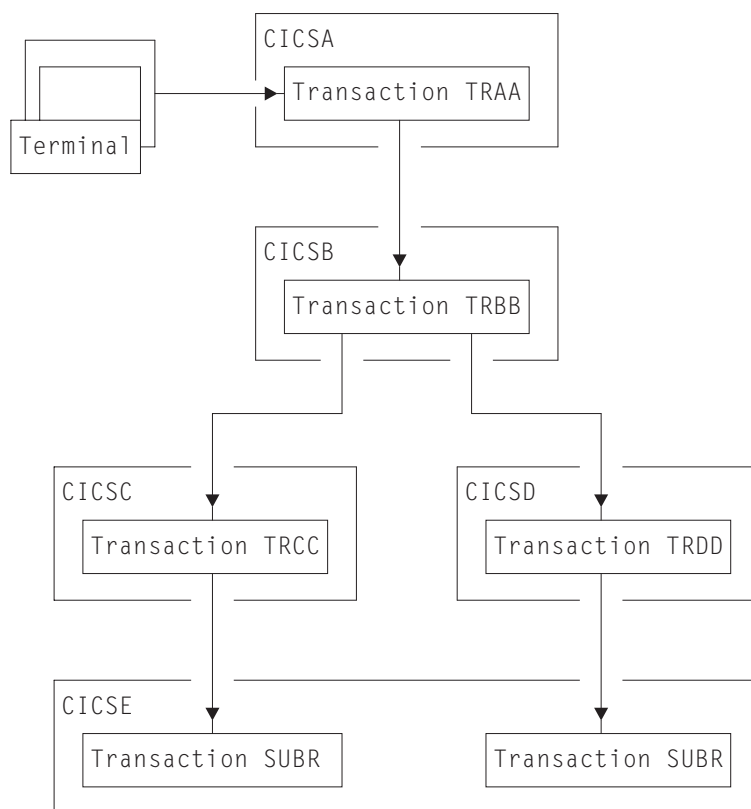 CICSA
Transaction TRAA
Terminal
CICSB
Transaction TRBB
CICSC
Transaction TRCC
CICSD
Transaction TRDD
CICSE
Transaction SUBR
Transaction SUBR